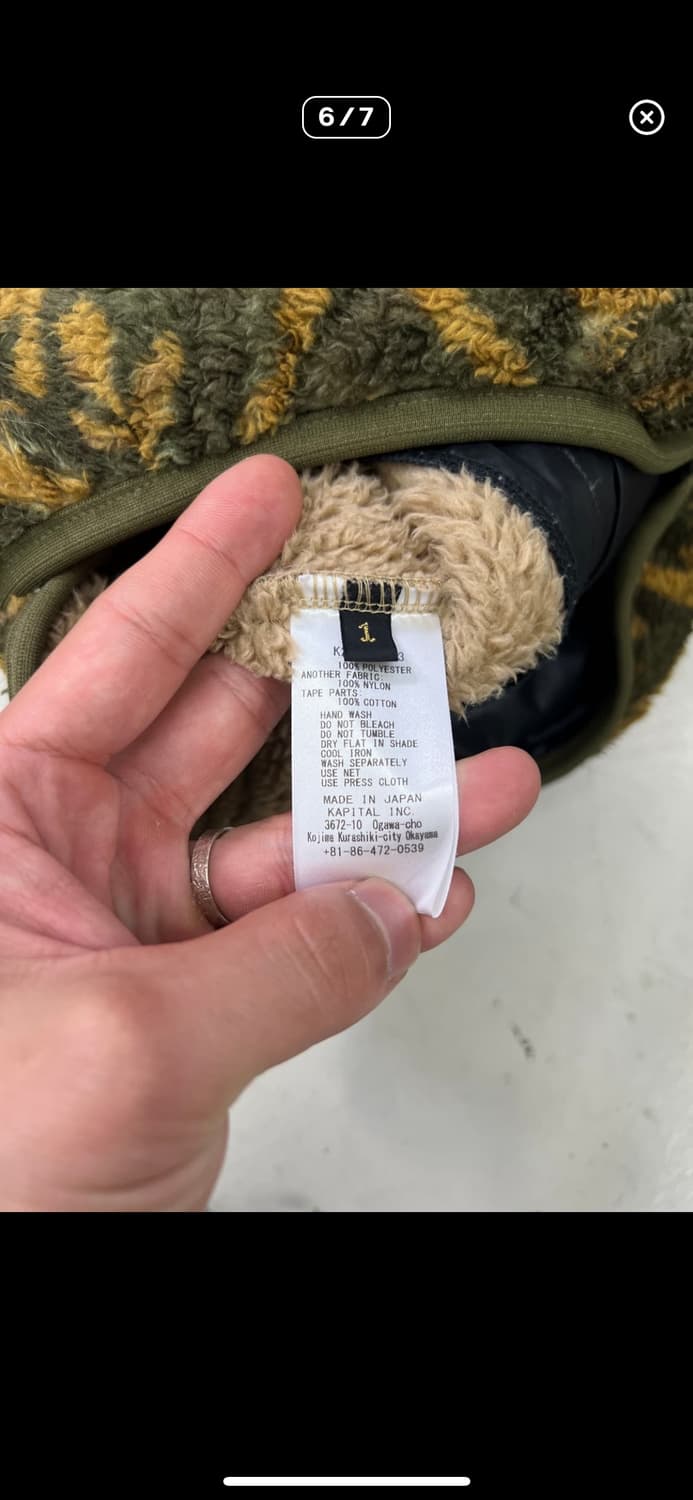 6/7
1
100% POLYESTER
ANOTHER FABRIC:
100% NYLON
TAPE PARTS:
100% COTTON
HAND WASH
DO NOT BLEACH
DO NOT TUMBLE
DRY FLAT IN SHADE
COOL IRON
WASH SEPARATELY
USE NET
USE PRESS CLOTH
MADE IN JAPAN
KAPITAL INC.
3672-10 Ogawa-cho
Kojima Kurashiki-city Okayama
+81-86-472-0539